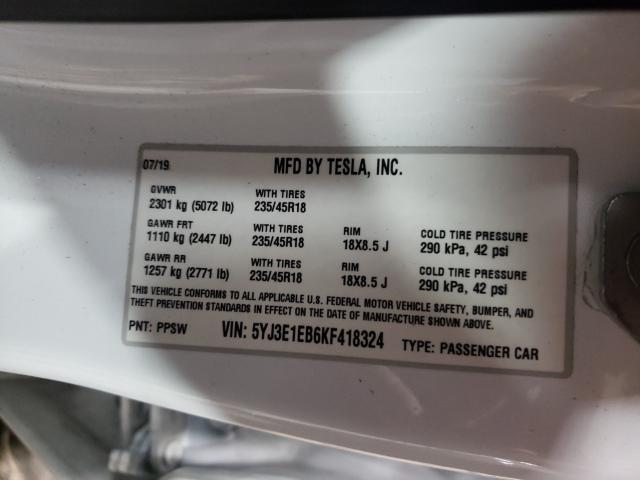 07/19 MFD BY TESLA, INC.
GVWR WITH TIRES
2301 kg (5072 lb) 235/45R18
GAWR FRT WITH TIRES RIM COLD TIRE PRESSURE
1110 kg (2447 lb) 235/45R18 18X8.5 J 290 kPa, 42 psi
GAWR RR WITH TIRES RIM COLD TIRE PRESSURE
1257 kg (2771 lb) 235/45R18 18X8.5 J 290 kPa, 42 psi
THIS VEHICLE CONFORMS TO ALL APPLICABLE U.S. FEDERAL MOTOR VEHICLE SAFETY, BUMPER, AND
THEFT PREVENTION STANDARDS IN EFFECT ON THE DATE OF MANUFACTURE SHOWN ABOVE.
PNT: PPSW VIN: 5YJ3E1EB6KF418324 TYPE: PASSENGER CAR